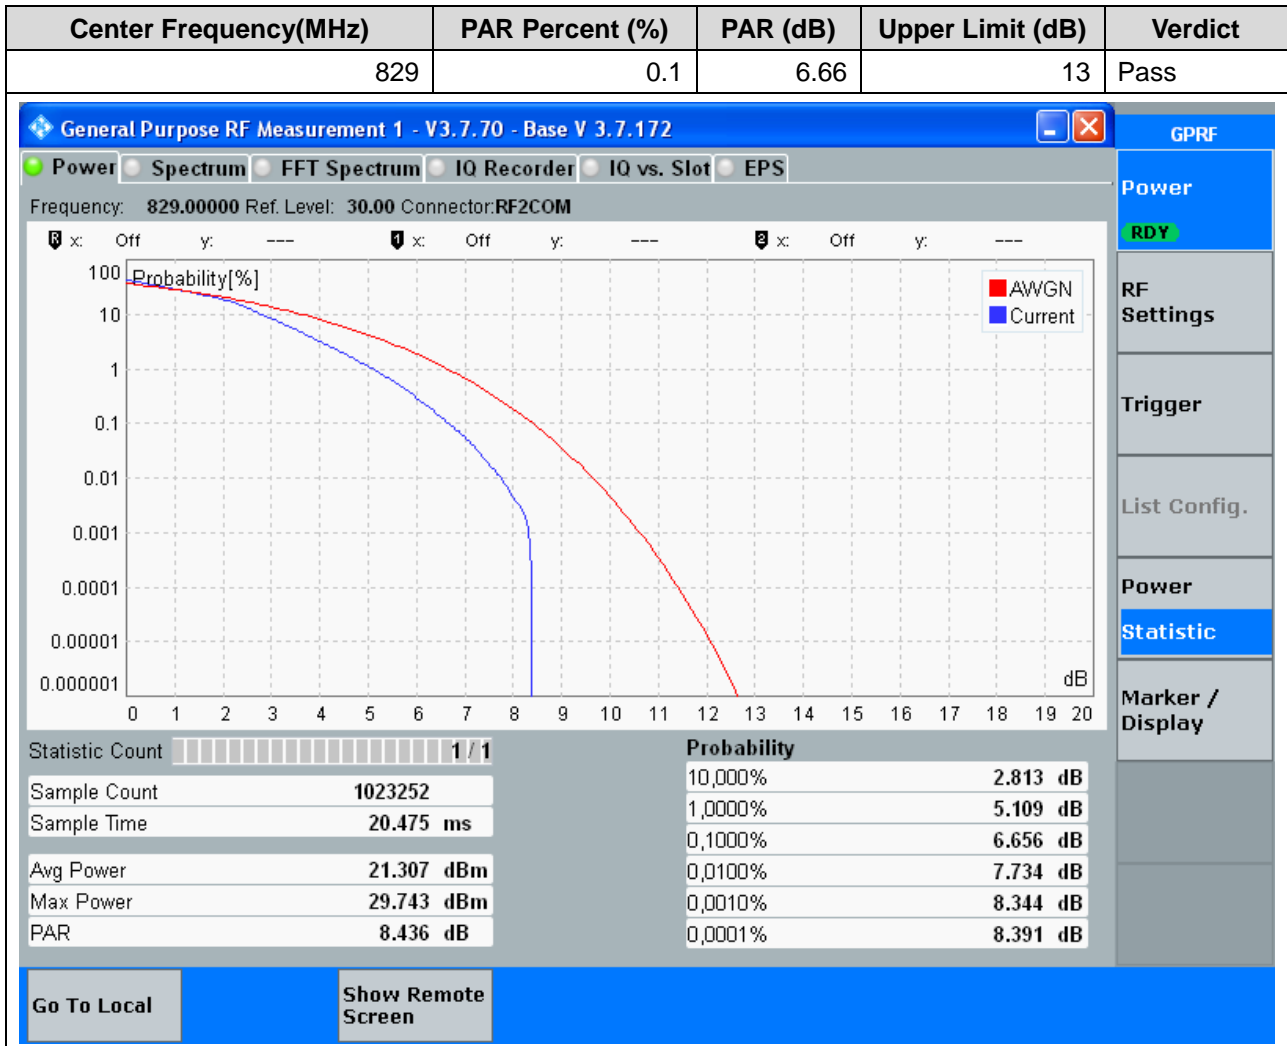 Center Frequency(MHz) PAR Percent (%) PAR (dB) Upper Limit (dB) Verdict
829 0.1 6.66 13 Pass
General Purpose RF Measurement 1 - V3.7.70 - Base V 3.7.172
GPRF
Power Spectrum FFT Spectrum IQ Recorder IQ vs. Slot EPS
Frequency: 829.00000 Ref. Level: 30.00 Connector:RF2COM
R x: Off y: --- 1 x: Off y: --- 2 x: Off y: ---
Power
RDY
RF
Settings
Trigger
List Config.
Power
Statistic
Marker /
Display
Probability[%]
AWGN
Current
100
10
1
0.1
0.01
0.001
0.0001
0.00001
0.000001
dB
0 1 2 3 4 5 6 7 8 9 10 11 12 13 14 15 16 17 18 19 20
Statistic Count 1 / 1
Sample Count 1023252
Sample Time 20.475 ms
Avg Power 21.307 dBm
Max Power 29.743 dBm
PAR 8.436 dB
Probability
10,000% 2.813 dB
1,0000% 5.109 dB
0,1000% 6.656 dB
0,0100% 7.734 dB
0,0010% 8.344 dB
0,0001% 8.391 dB
Go To Local
Show Remote
Screen